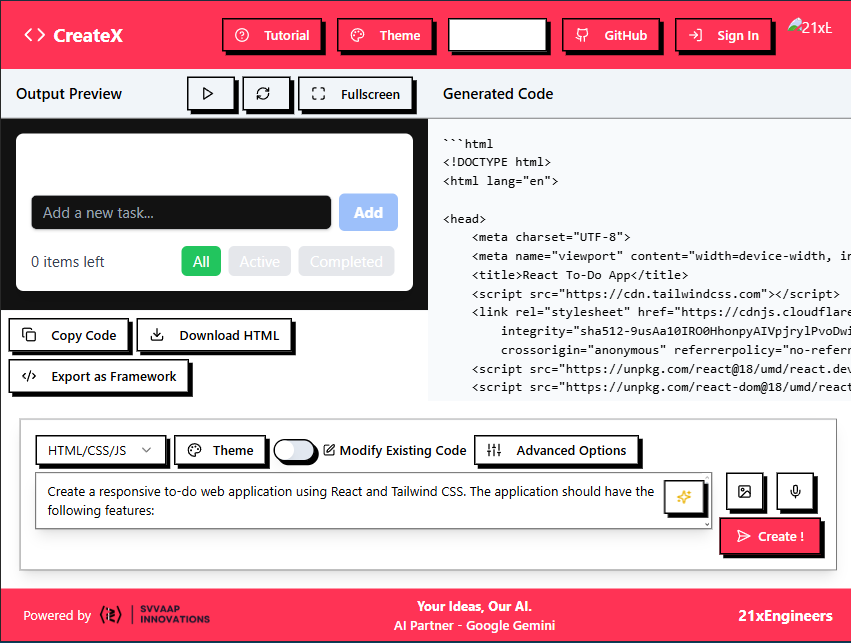 CreateX
Tutorial
Theme
GitHub
Sign In
21xE
Output Preview
Fullscreen
Generated Code
Add a new task...
Add
0 items left
All
Active
Completed
Copy Code
Download HTML
Export as Framework
```html
<!DOCTYPE html>
<html lang="en">
<head>
<meta charset="UTF-8">
<meta name="viewport" content="width=device-width, in
<title>React To-Do App</title>
<script src="https://cdn.tailwindcss.com"></script>
<link rel="stylesheet" href="https://cdnjs.cloudflare
integrity="sha512-9usAa10IRO0HhonpyAIVpjrylPvoDwi
crossorigin="anonymous" referrerpolicy="no-referr
<script src="https://unpkg.com/react@18/umd/react.dev
<script src="https://unpkg.com/react-dom@18/umd/react
HTML/CSS/JS
Theme
Modify Existing Code
Advanced Options
Create a responsive to-do web application using React and Tailwind CSS. The application should have the
following features:
Create !
Powered by
SVVAAP
INNOVATIONS
Your Ideas, Our AI.
AI Partner - Google Gemini
21xEngineers